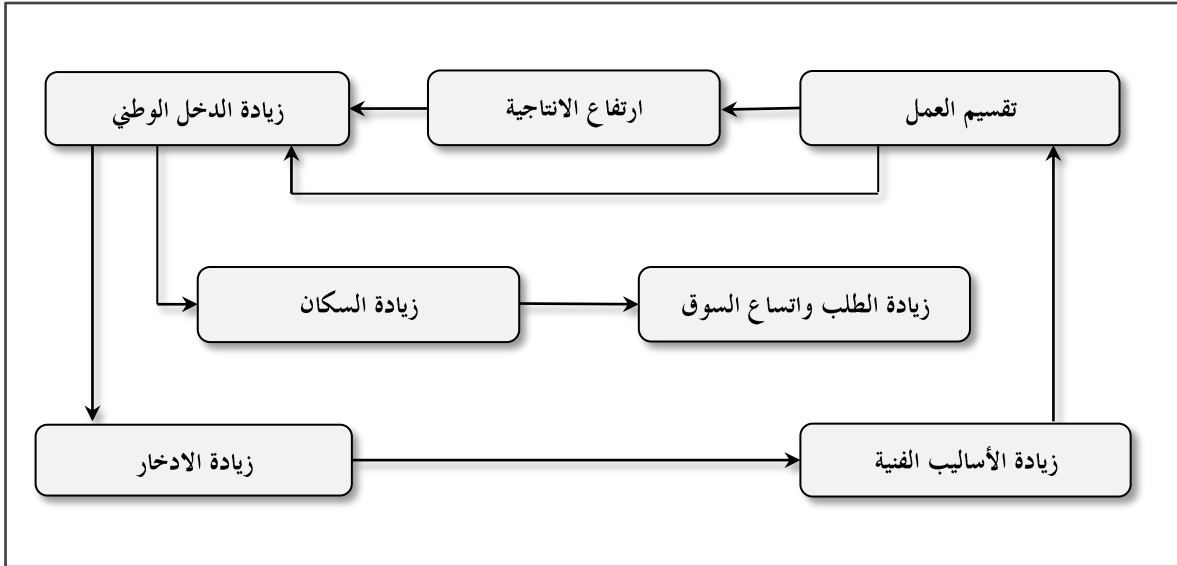 تقسيم العمل
ارتفاع الانتاجية
زيادة الدخل الوطني
زيادة السكان
زيادة الطلب واتساع السوق
زيادة الادخار
زيادة الأساليب الفنية